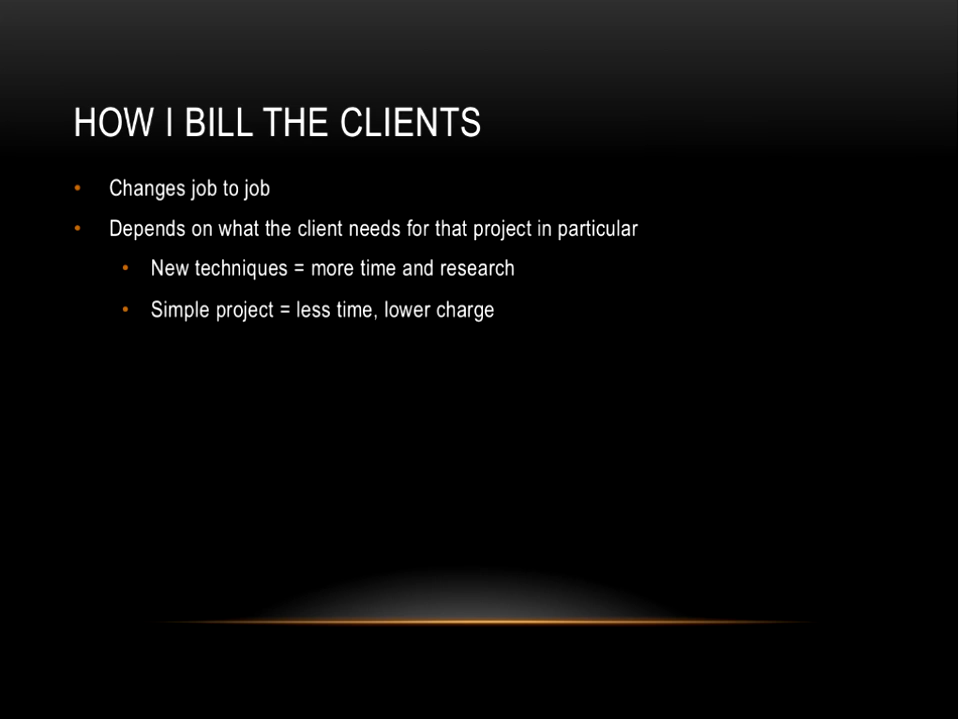 HOW I BILL THE CLIENTS
• Changes job to job
• Depends on what the client needs for that project in particular
• New techniques = more time and research
• Simple project = less time, lower charge